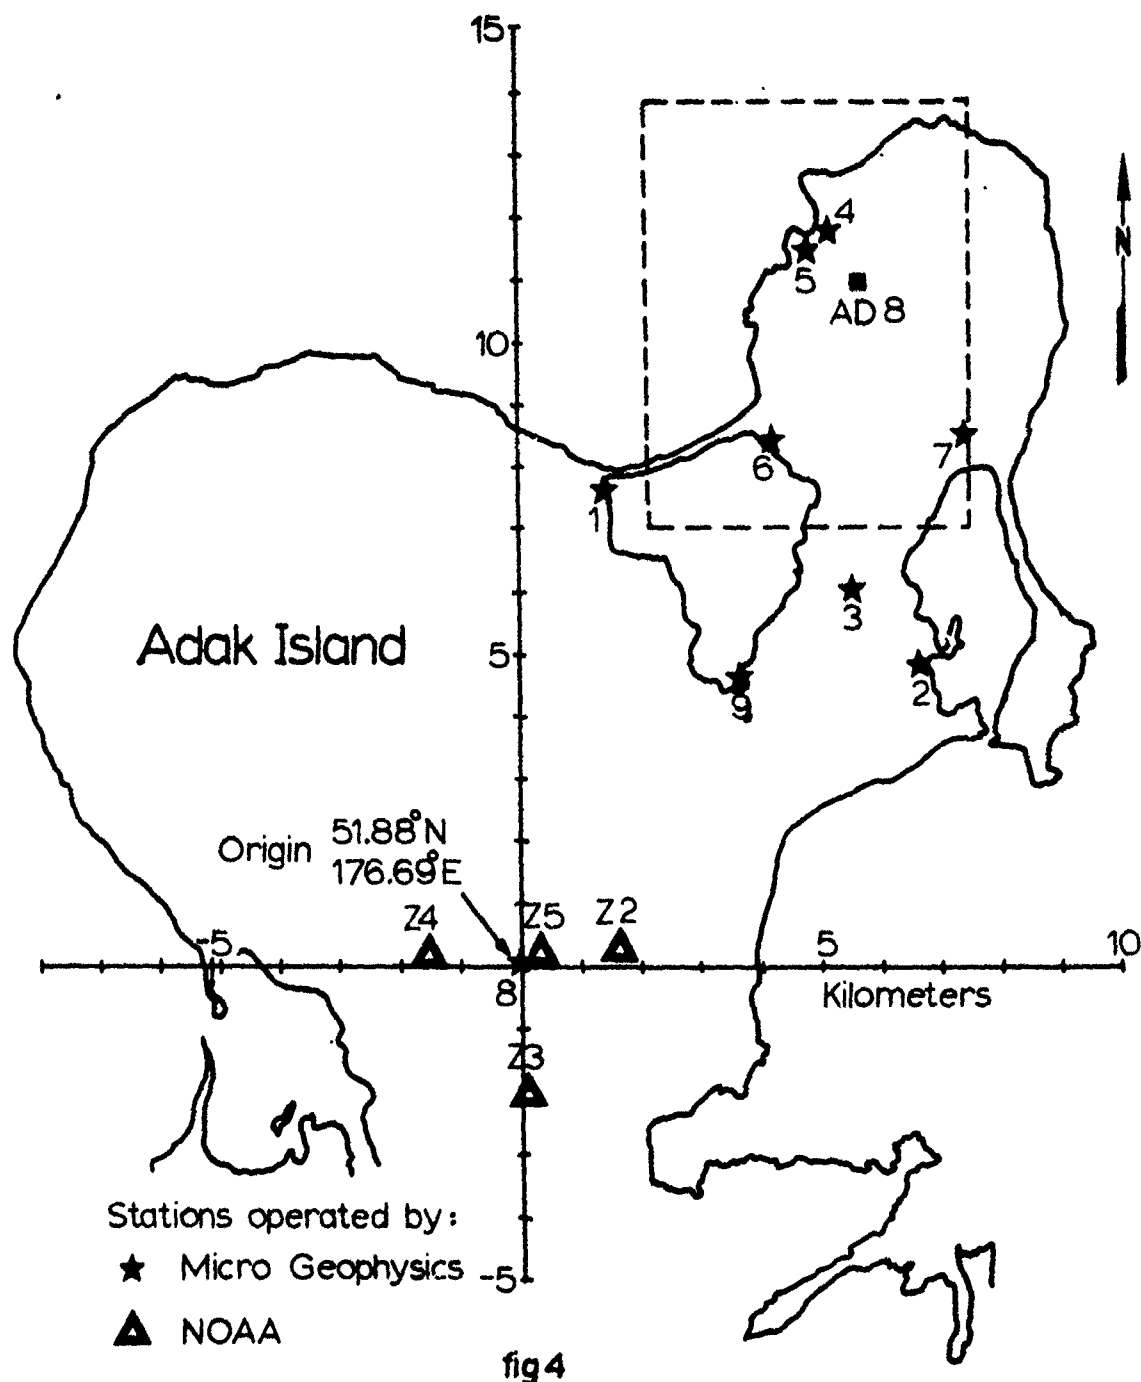 15
4
N
5
AD 8
10
6
7
1
3
Adak Island
5
2
9
Origin 51.88°N
176.69°E
Z4
Z5
Z2
-5
5
10
8
Kilometers
Z3
Stations operated by:
★ Micro Geophysics
-5
NOAA
fig 4